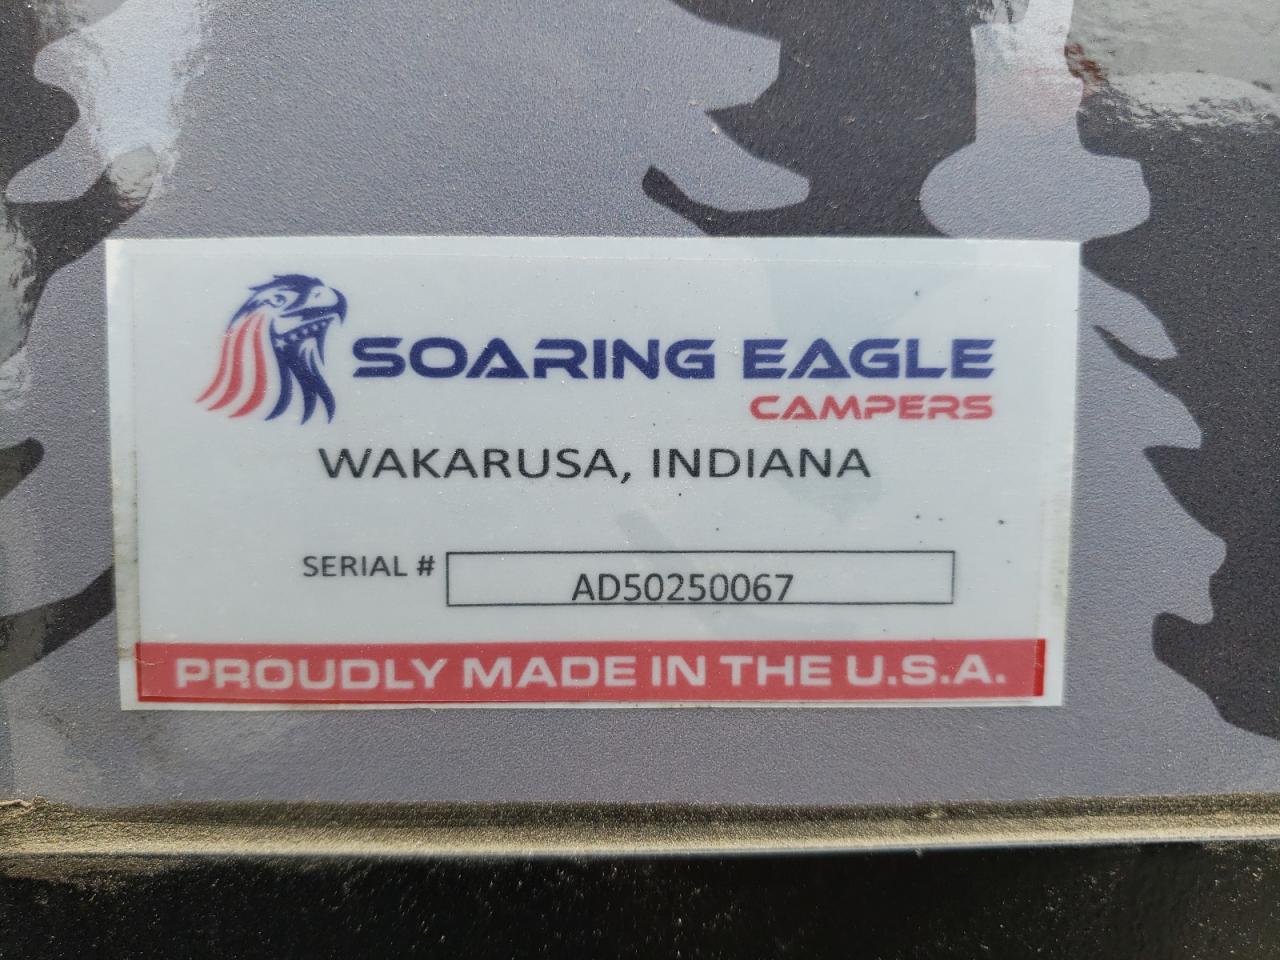 SOARING EAGLE
CAMPERS
WAKARUSA, INDIANA
SERIAL # AD50250067
PROUDLY MADE IN THE U.S.A.